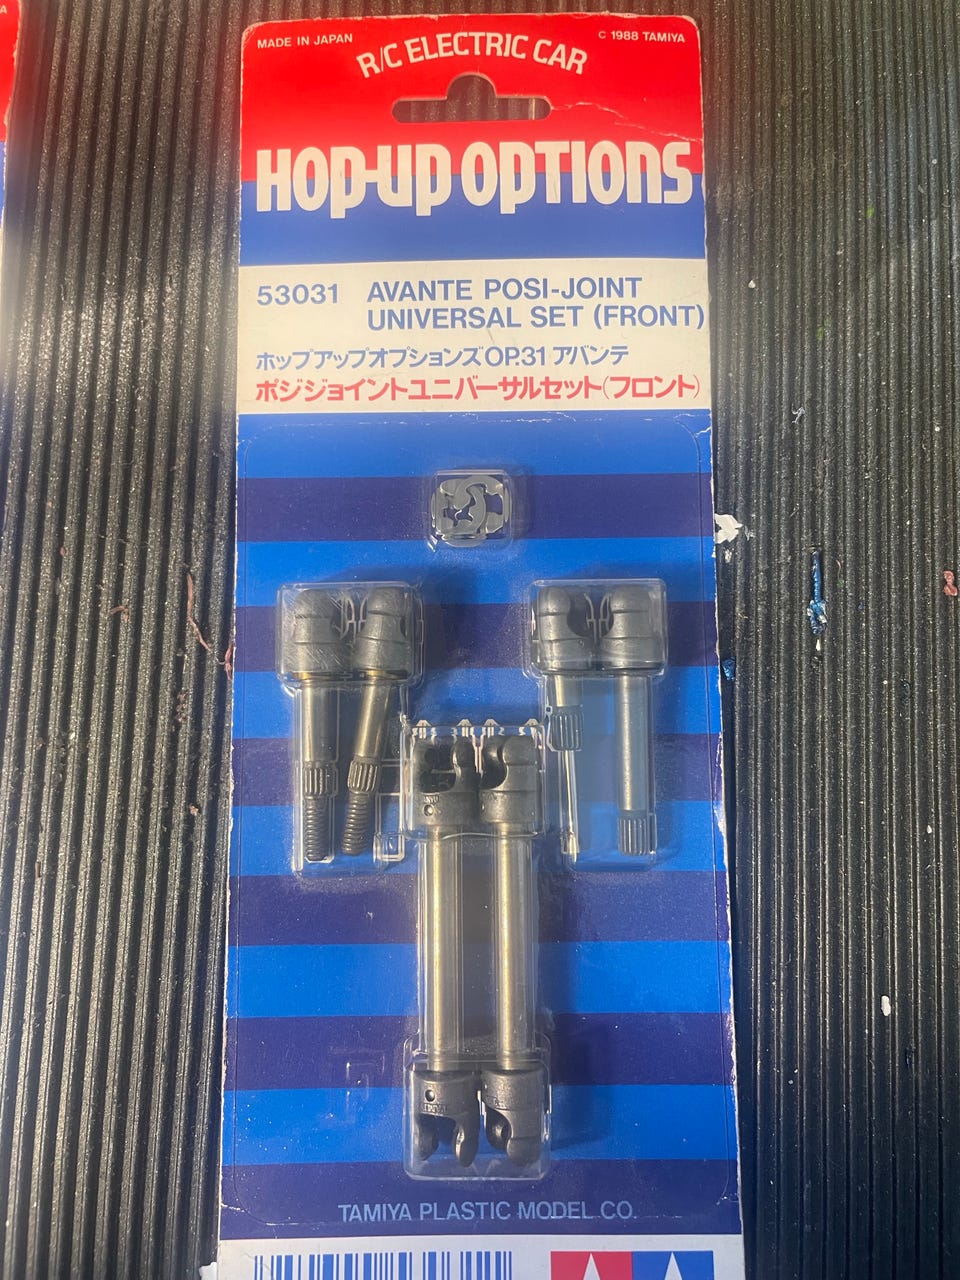 MADE IN JAPAN
© 1988 TAMIYA
R/C ELECTRIC CAR
HOP-UP OPTIONS
53031 AVANTE POSI-JOINT
UNIVERSAL SET (FRONT)
ホップアップオプションズOP.31 アバンテ
ポジジョイントユニバーサルセット(フロント)
TAMIYA PLASTIC MODEL CO.